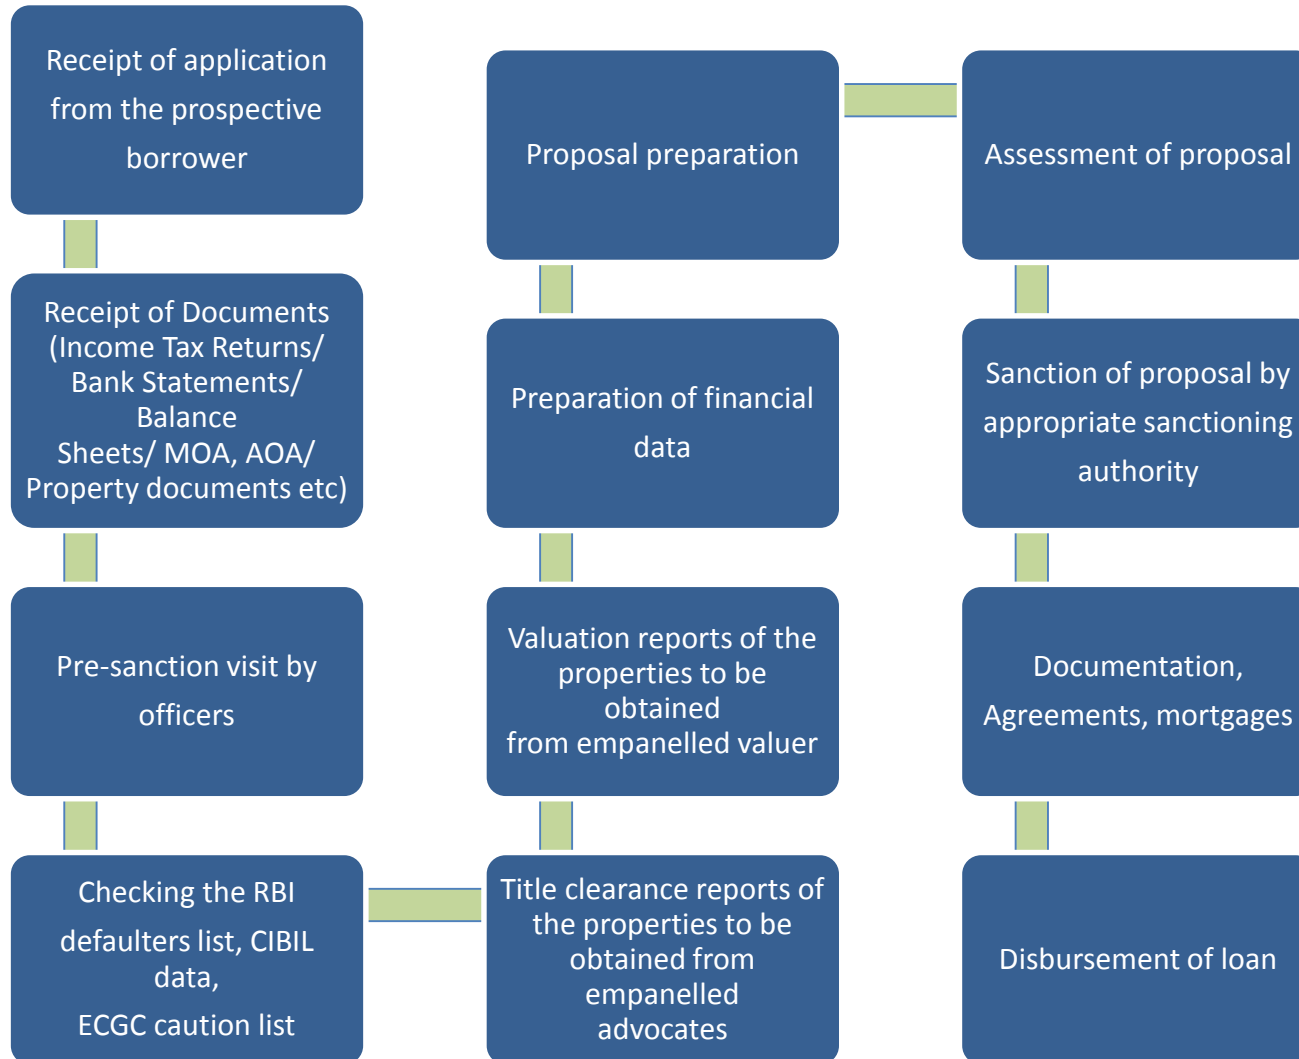 Receipt of application
from the prospective
borrower
Receipt of Documents
(Income Tax Returns/
Bank Statements/
Balance
Sheets/ MOA, AOA/
Property documents etc)
Pre-sanction visit by
officers
Checking the RBI
defaulters list, CIBIL
data,
ECGC caution list
Title clearance reports of
the properties to be
obtained from
empanelled
advocates
Valuation reports of the
properties to be
obtained
from empanelled valuer
Preparation of financial
data
Proposal preparation
Assessment of proposal
Sanction of proposal by
appropriate sanctioning
authority
Documentation,
Agreements, mortgages
Disbursement of loan